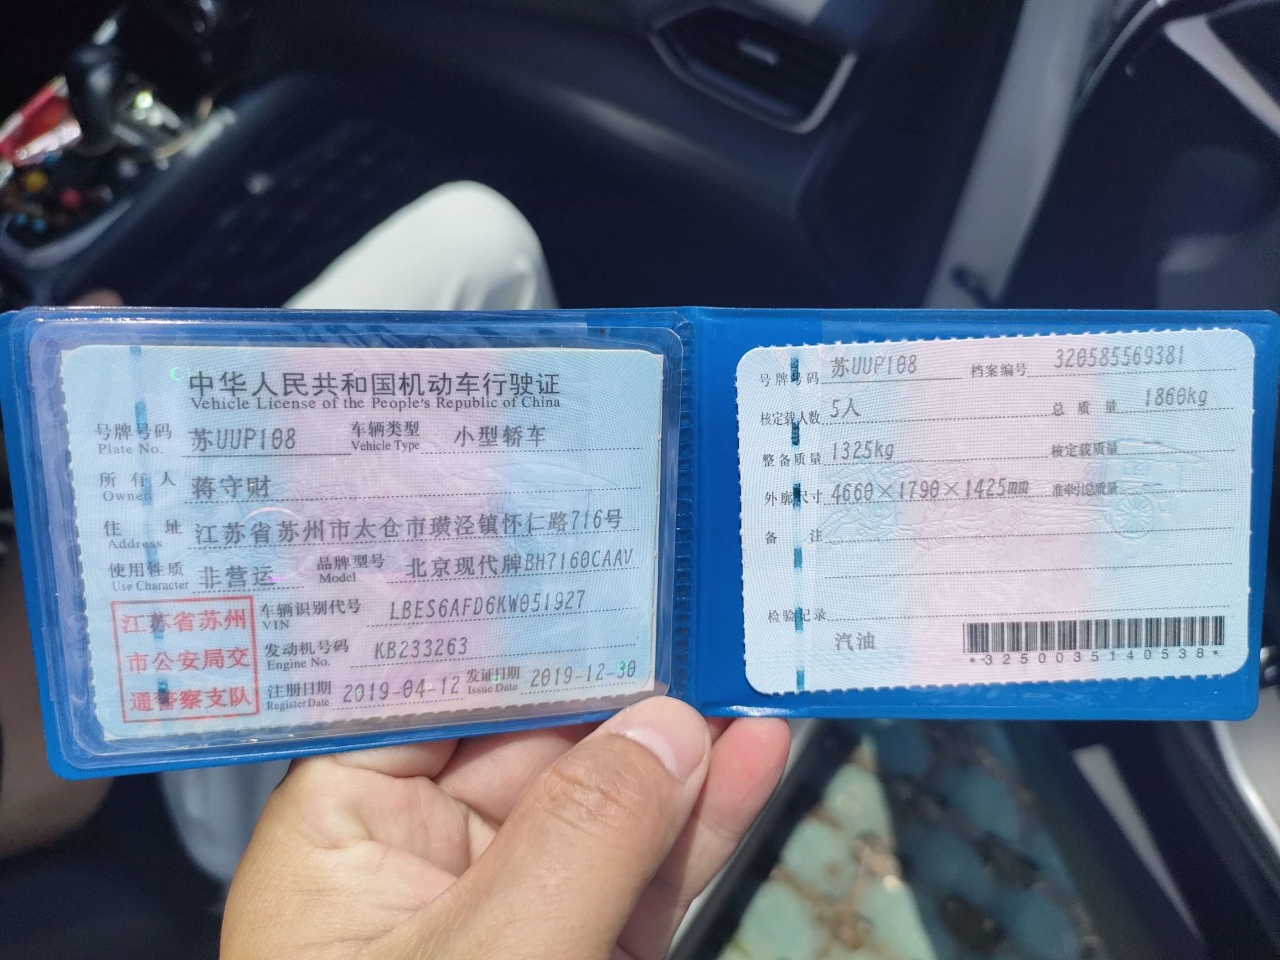 中华人民共和国机动车行驶证
Vehicle License of the People's Republic of China
号牌号码 Plate No. 苏UUP108 车辆类型 Vehicle Type 小型轿车
所有人 Owner 蒋守财
住址 Address 江苏省苏州市太仓市璜泾镇怀仁路716号
使用性质 Use Character 非营运 品牌型号 Model 北京现代牌BH7160CAAV
车辆识别代号 VIN LBES6AFD6KW051927
发动机号码 Engine No. KB233263
注册日期 Register Date 2019-04-12 发证日期 Issue Date 2019-12-30
江苏省苏州
市公安局交
通警察支队
号牌号码 苏UUP108 档案编号 320585569381
核定载人数 5人 总质量 1860kg
整备质量 1325kg 核定载质量
外廓尺寸 4660×1790×1425mm 准牵引总质量
备注
检验记录
汽油
*3250035140538*